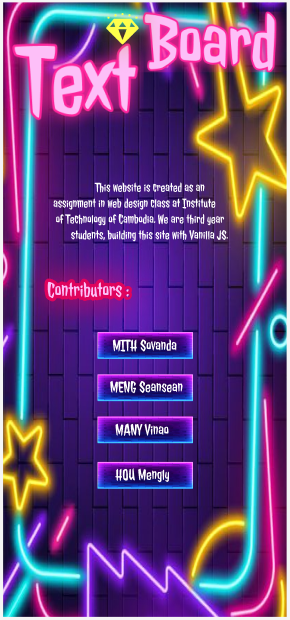 Text Board
This website is created as an
assignment in web design class at Institute
of Technology of Cambodia. We are third year
students, building this site with Vanilla JS.
Contributors :
MITH Sovanda
MENG Seansean
MANY Vinao
HOU Mengly